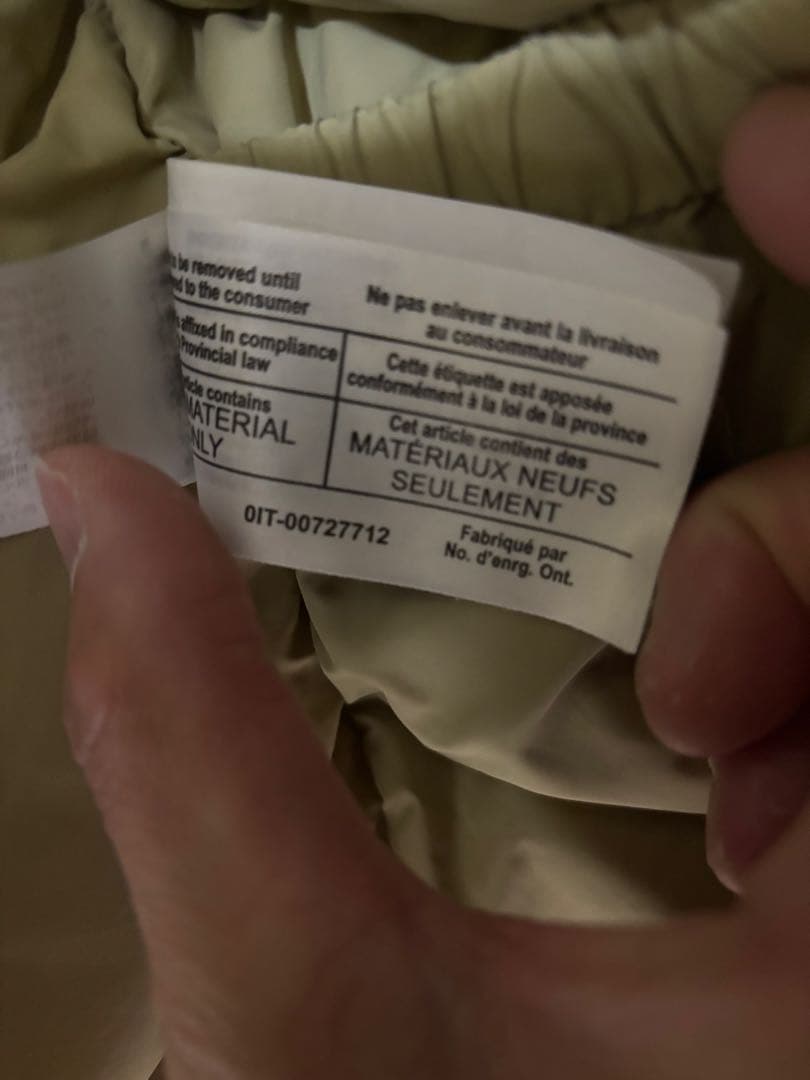 be removed until
to the consumer
Ne pas enlever avant la livraison
au consommateur
affixed in compliance
Provincial law
Cette étiquette est apposée
conformément à la loi de la province
contains
MATERIAL
Cet article contient des
MATÉRIAUX NEUFS
SEULEMENT
0IT-00727712
Fabriqué par
No. d'enrg. Ont.